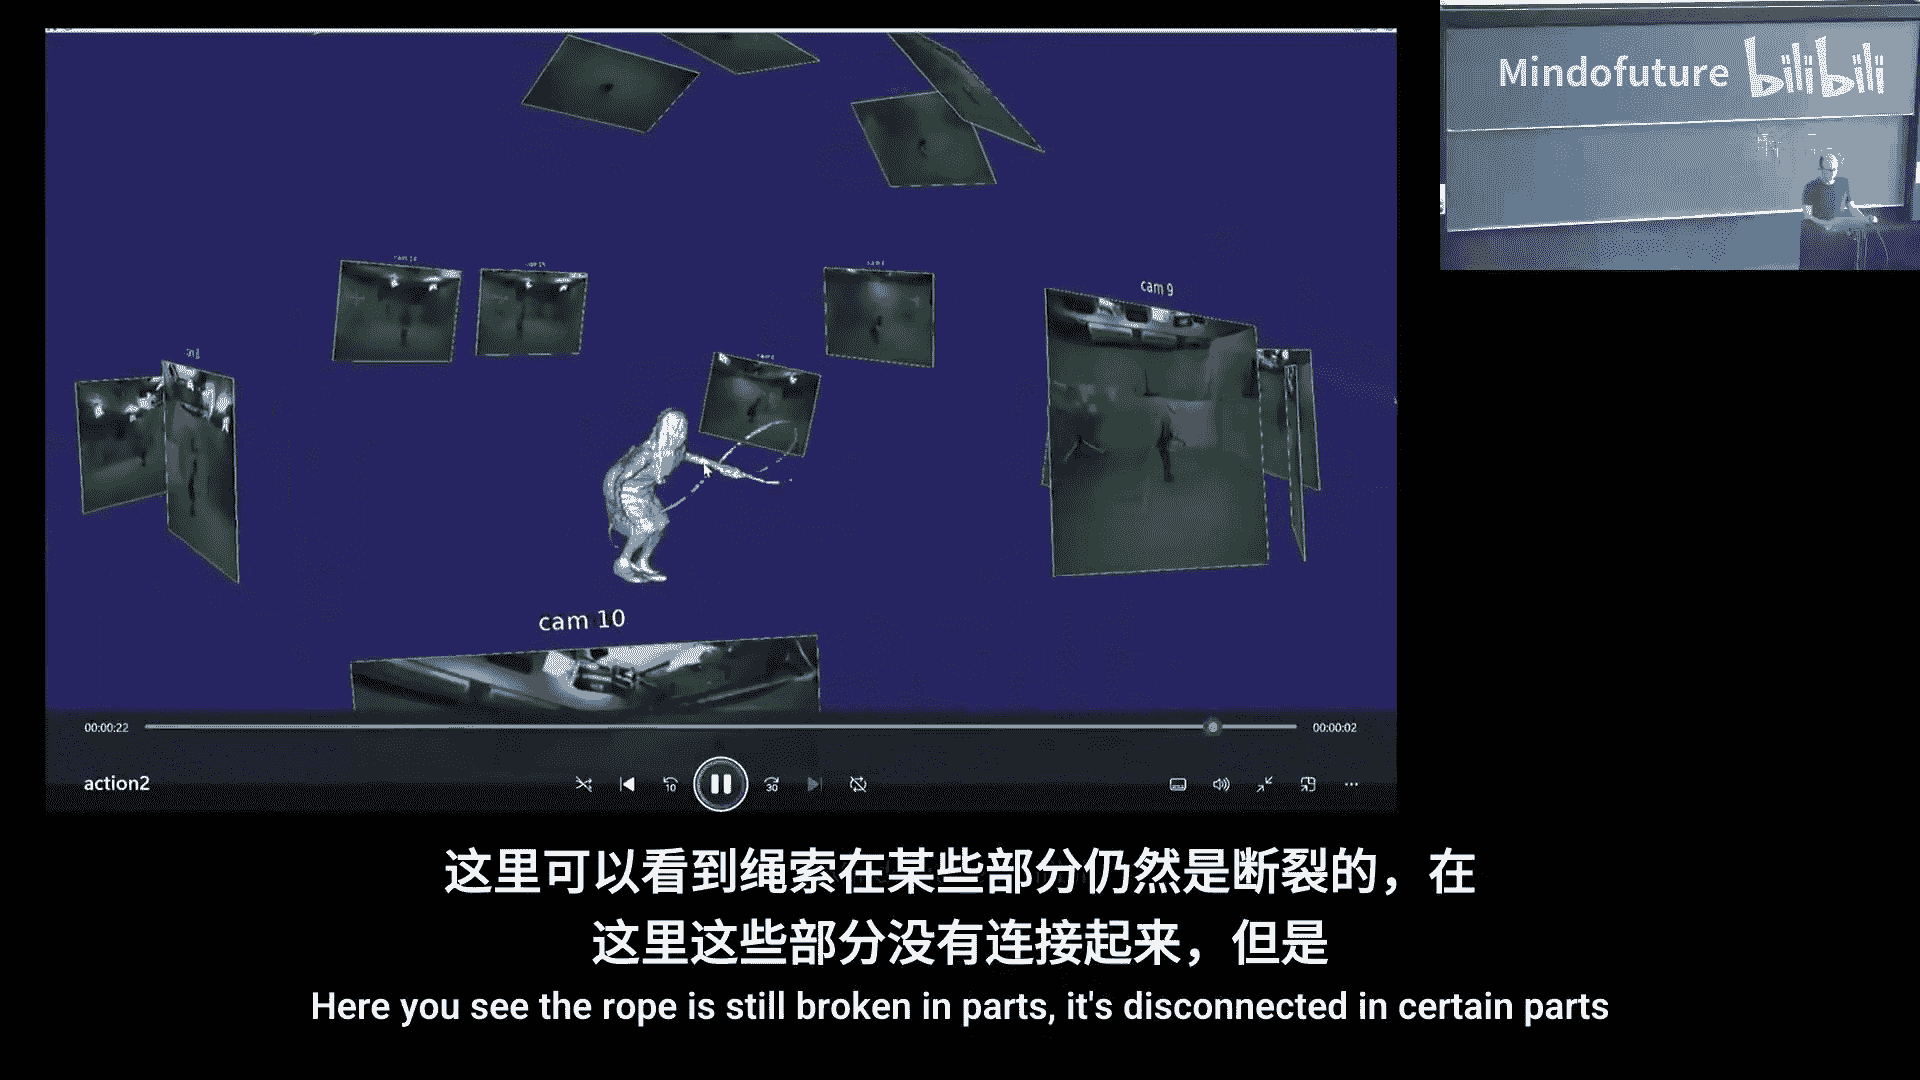 Mindofuture bilibili
cam 9
cam 10
00:00:22
00:00:02
action2
10
30
这里可以看到绳索在某些部分仍然是断裂的，在
这里这些部分没有连接起来，但是
Here you see the rope is still broken in parts, it's disconnected in certain parts